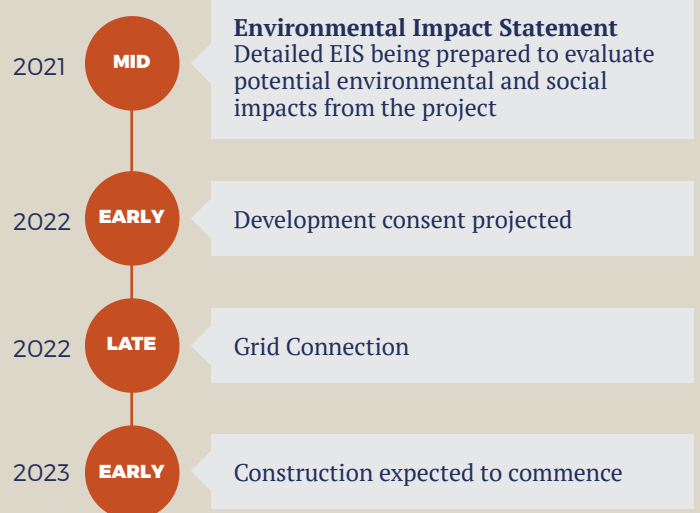 2021
MID
Environmental Impact Statement
Detailed EIS being prepared to evaluate
potential environmental and social
impacts from the project
2022
EARLY
Development consent projected
2022
LATE
Grid Connection
2023
EARLY
Construction expected to commence